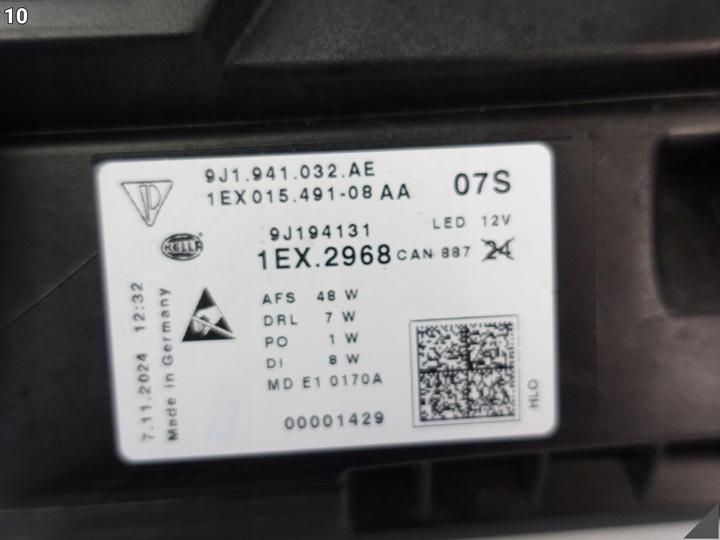 10
9J1.941.032.AE
1EX015.491-08 AA
07S
HELLA
9J194131
LED 12V
1EX.2968 CAN 887 24
AFS 48 W
DRL 7 W
PO 1 W
DI 8 W
MD E1 0170A
00001429
HLO
7.11.2024 12:32
Made in Germany